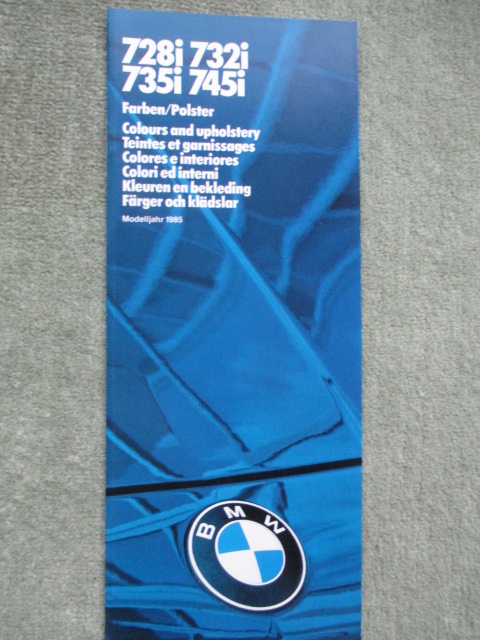 728i 732i
735i 745i
Farben/Polster
Colours and upholstery
Teintes et garnissages
Colores e interiores
Colori ed interni
Kleuren en bekleding
Färger och klädslar
Modelljahr 1985
BMW